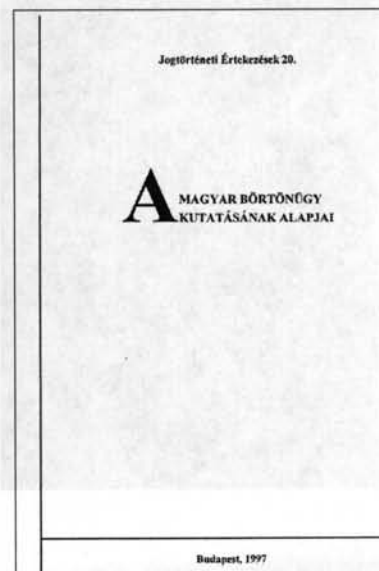 Jogtörténeti Értekezések 20.
A MAGYAR BÖRTÖNÜGY
KUTATÁSÁNAK ALAPJAI
Budapest, 1997